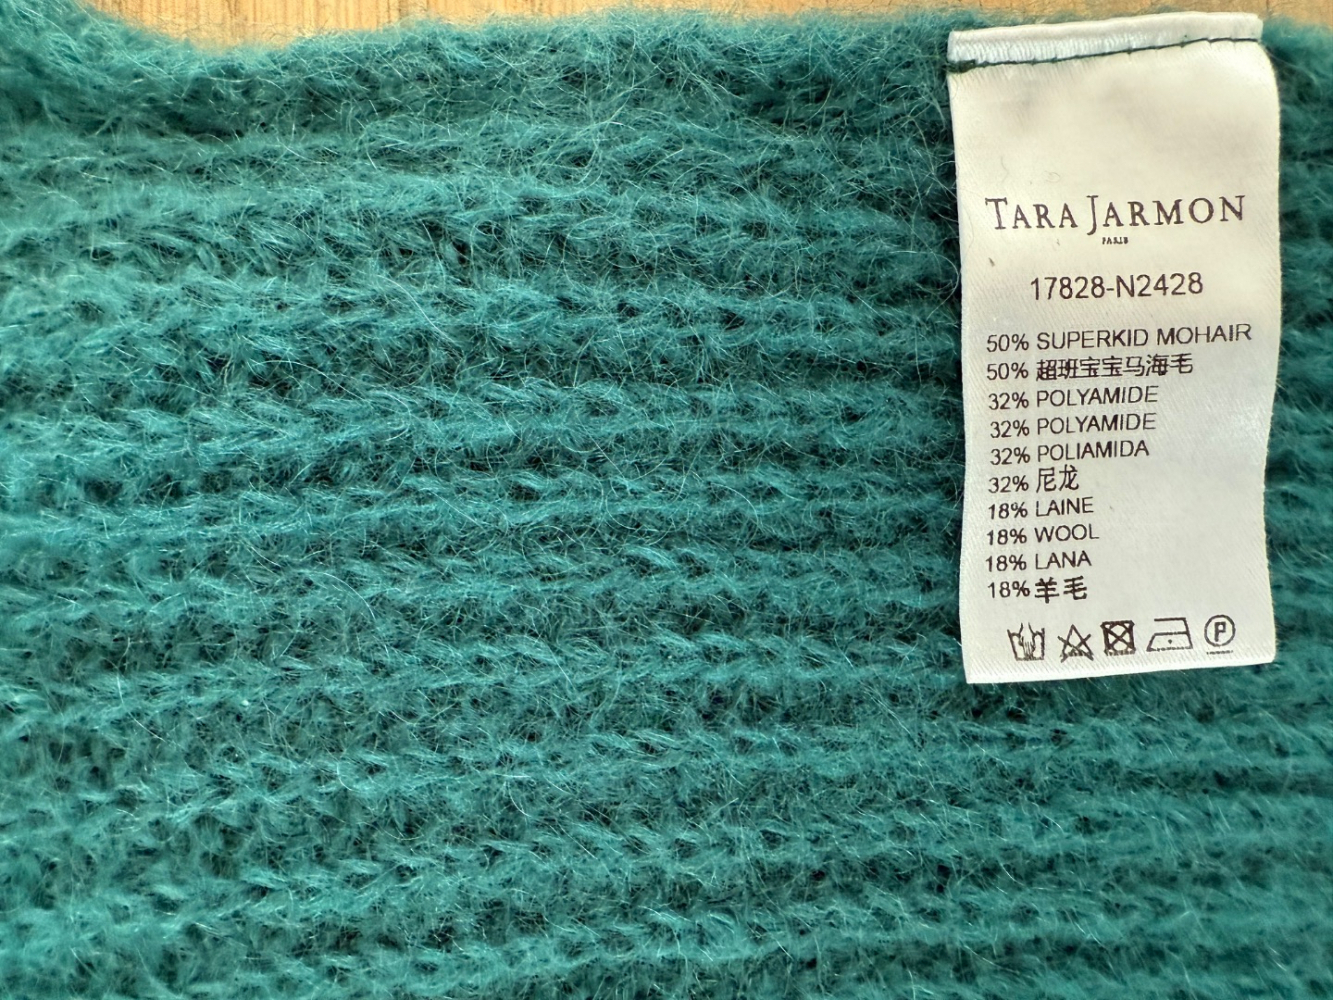 TARA JARMON
PARIS
17828-N2428
50% SUPERKID MOHAIR
50% 超班宝宝马海毛
32% POLYAMIDE
32% POLYAMIDE
32% POLIAMIDA
32% 尼龙
18% LAINE
18% WOOL
18% LANA
18% 羊毛
P